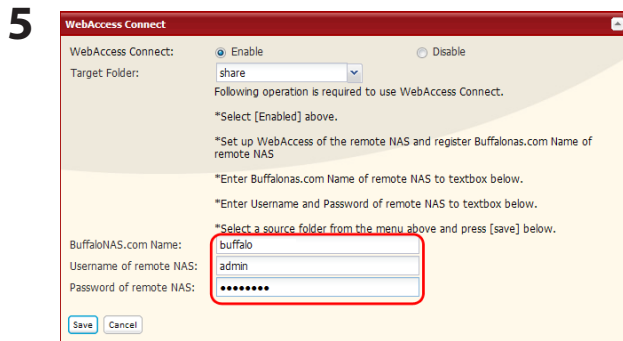 5
WebAccess Connect
WebAccess Connect: Enable Disable
Target Folder: share
Following operation is required to use WebAccess Connect.
*Select [Enabled] above.
*Set up WebAccess of the remote NAS and register Buffalonas.com Name of
remote NAS
*Enter Buffalonas.com Name of remote NAS to textbox below.
*Enter Username and Password of remote NAS to textbox below.
*Select a source folder from the menu above and press [save] below.
BuffaloNAS.com Name: buffalo
Username of remote NAS: admin
Password of remote NAS: ••••••••
Save Cancel